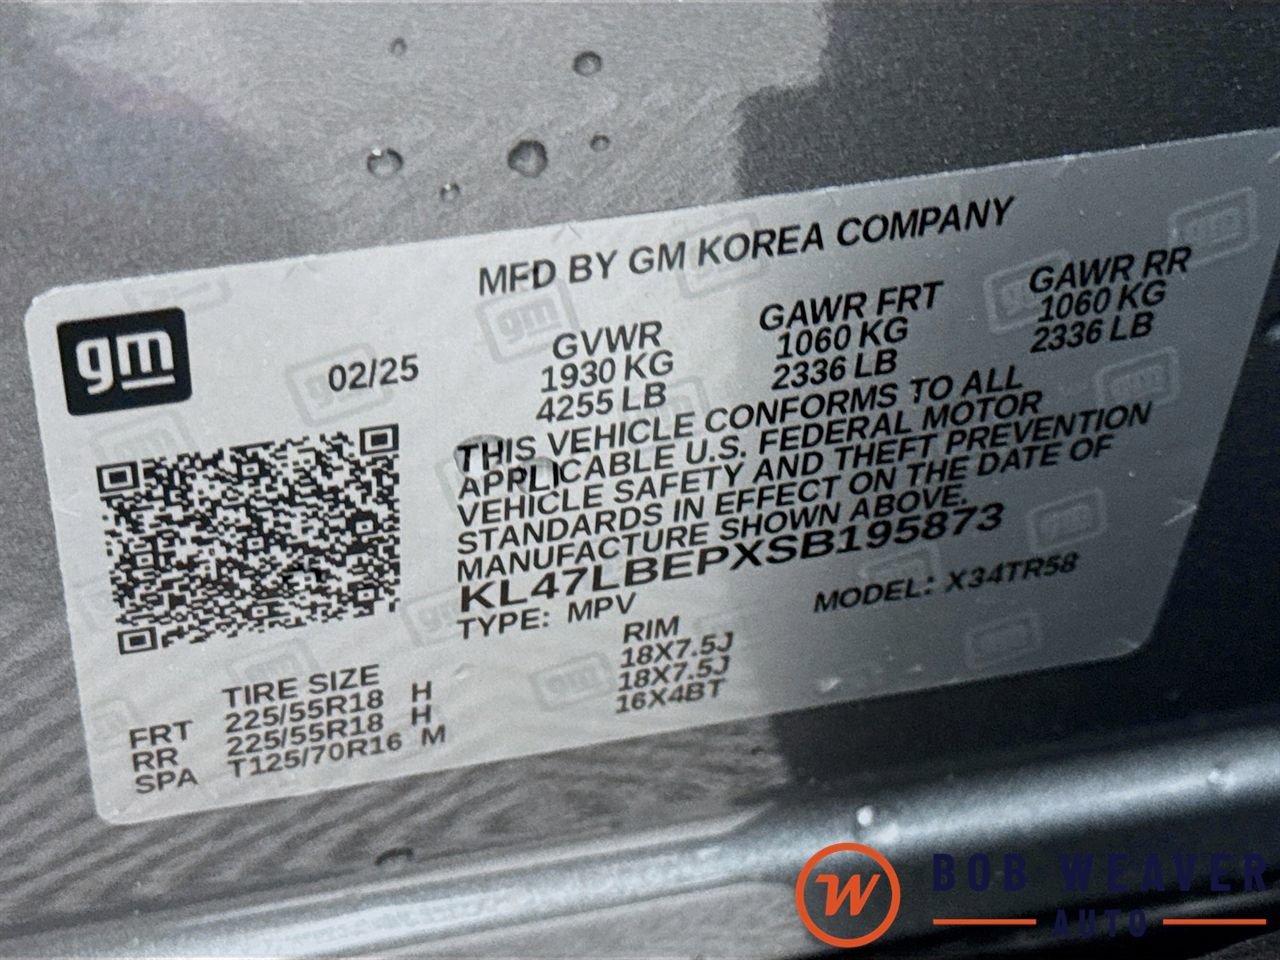 MFD BY GM KOREA COMPANY
gm
02/25
GVWR GAWR FRT GAWR RR
1930 KG 1060 KG 1060 KG
4255 LB 2336 LB 2336 LB
THIS VEHICLE CONFORMS TO ALL
APPLICABLE U.S. FEDERAL MOTOR
VEHICLE SAFETY AND THEFT PREVENTION
STANDARDS IN EFFECT ON THE DATE OF
MANUFACTURE SHOWN ABOVE.
KL47LBEPXSB195873
TYPE: MPV MODEL: X34TR58
TIRE SIZE RIM
FRT 225/55R18 H 18X7.5J
RR 225/55R18 H 18X7.5J
SPA T125/70R16 M 16X4BT
W
BOB WEAVER
AUTO